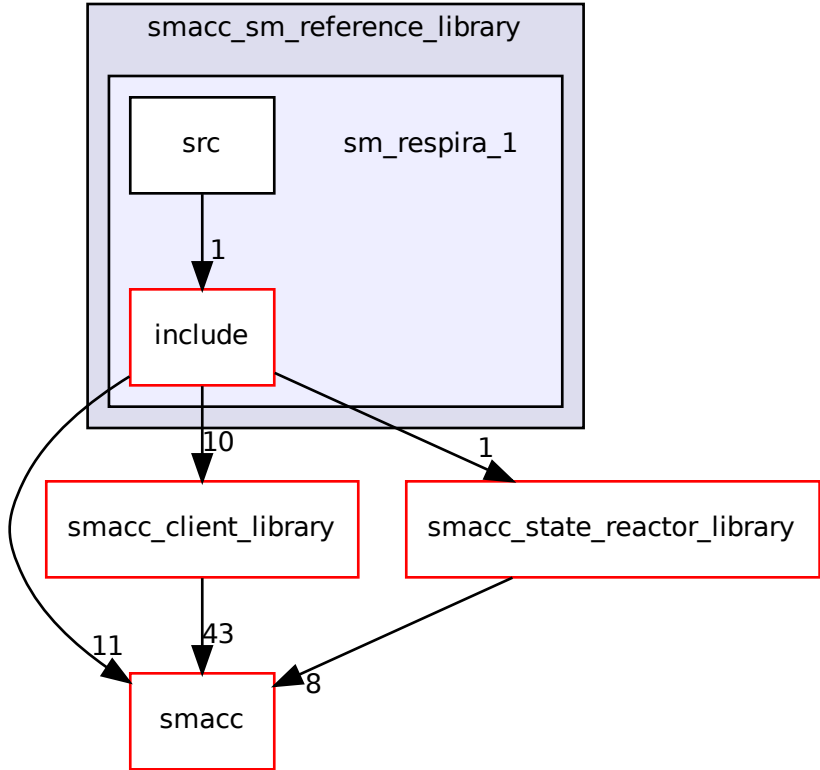 smacc_sm_reference_library
src
sm_respira_1
1
include
10
1
smacc_client_library
smacc_state_reactor_library
11
43
8
smacc